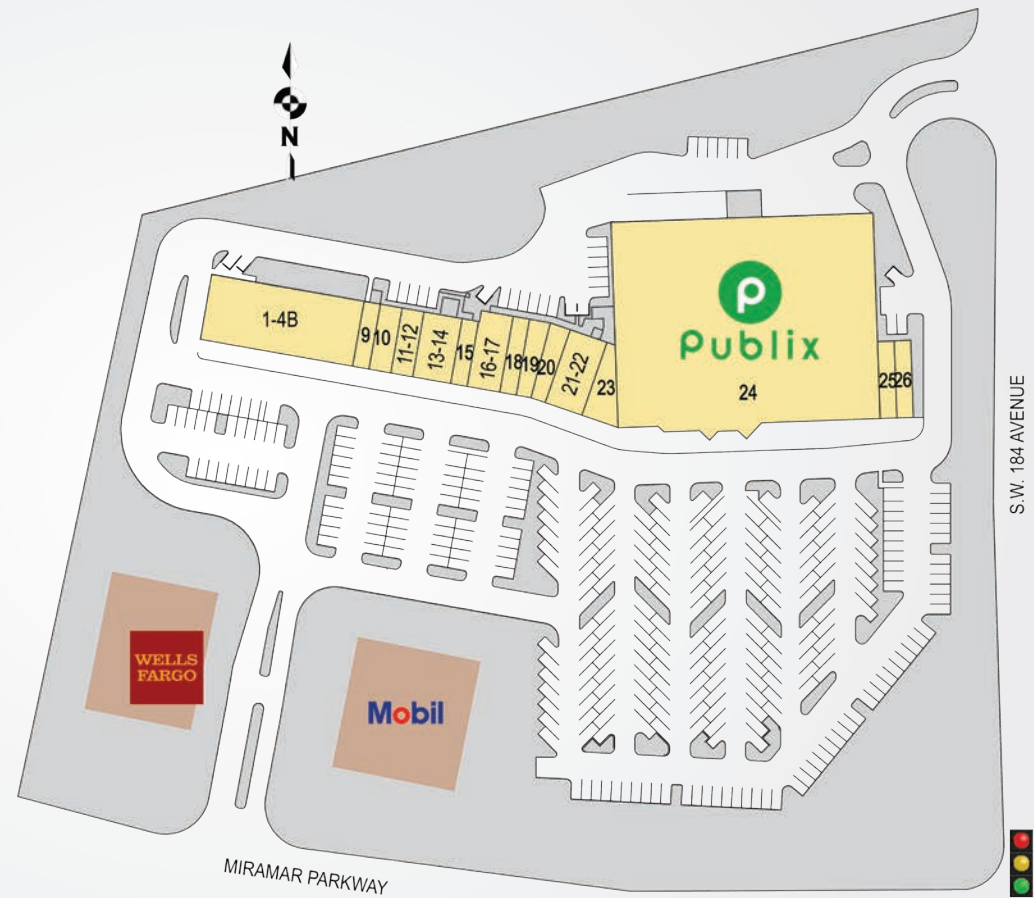 N
1-4B
9
10
11-12
13-14
15
16-17
18
19
20
21-22
23
Publix
24
25
26
S.W. 184 AVENUE
WELLS
FARGO
Mobil
MIRAMAR PARKWAY